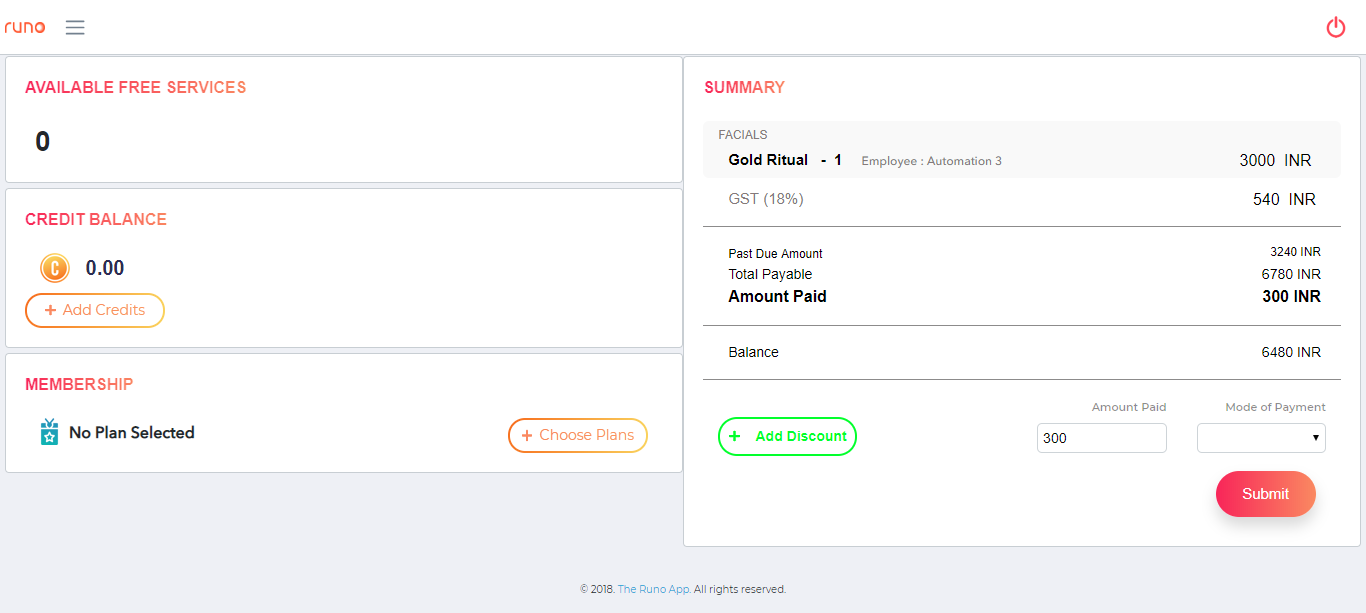 runo
AVAILABLE FREE SERVICES
0
CREDIT BALANCE
C 0.00
+ Add Credits
MEMBERSHIP
No Plan Selected
+ Choose Plans
SUMMARY
FACIALS
Gold Ritual - 1 Employee : Automation 3 3000 INR
GST (18%) 540 INR
Past Due Amount 3240 INR
Total Payable 6780 INR
Amount Paid 300 INR
Balance 6480 INR
Amount Paid Mode of Payment
+ Add Discount 300
Submit
© 2018. The Runo App. All rights reserved.